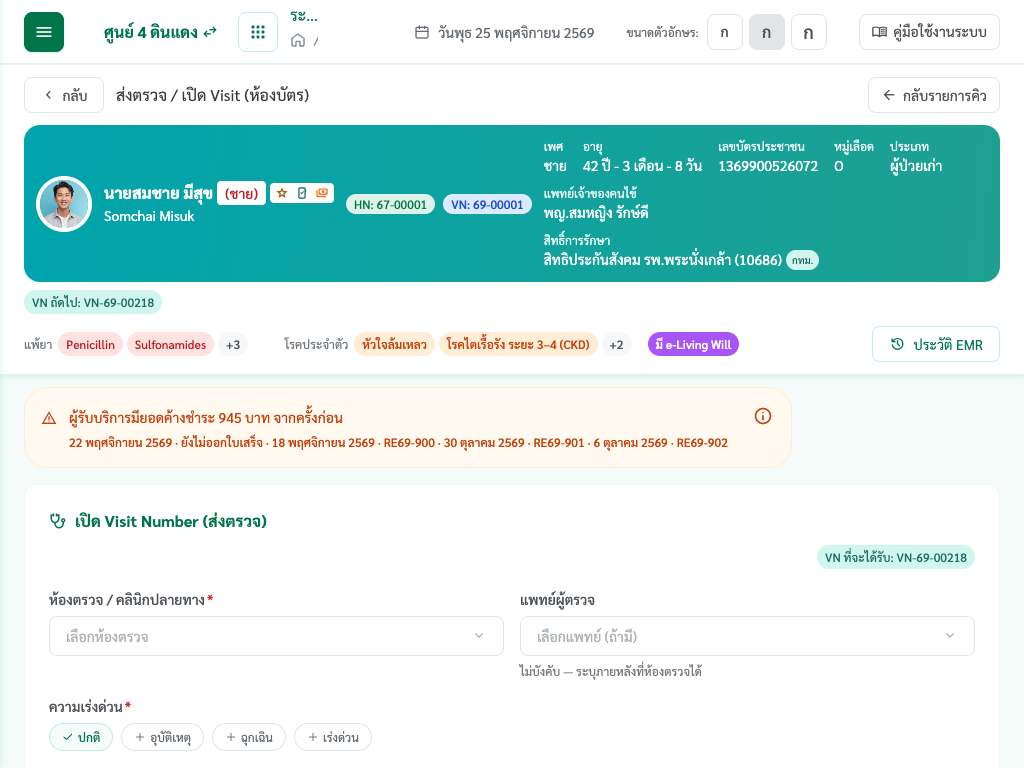 ศูนย์ 4 ดินแดง
ระ...
/
วันพุธ 25 พฤศจิกายน 2569
ขนาดตัวอักษร:
ก
ก
ก
คู่มือใช้งานระบบ
กลับ
ส่งตรวจ / เปิด Visit (ห้องบัตร)
กลับรายการคิว
นายสมชาย มีสุข (ชาย)
Somchai Misuk
HN: 67-00001
VN: 69-00001
เพศ
ชาย
อายุ
42 ปี - 3 เดือน - 8 วัน
เลขบัตรประชาชน
1369900526072
หมู่เลือด
O
ประเภท
ผู้ป่วยเก่า
แพทย์เจ้าของคนไข้
พญ.สมหญิง รักษ์ดี
สิทธิ์การรักษา
สิทธิประกันสังคม รพ.พระนั่งเกล้า (10686) กทม.
VN ถัดไป: VN-69-00218
แพ้ยา Penicillin Sulfonamides +3
โรคประจำตัว หัวใจล้มเหลว โรคไตเรื้อรัง ระยะ 3–4 (CKD) +2
มี e-Living Will
ประวัติ EMR
ผู้รับบริการมียอดค้างชำระ 945 บาท จากครั้งก่อน
22 พฤศจิกายน 2569 · ยังไม่ออกใบเสร็จ · 18 พฤศจิกายน 2569 · RE69-900 · 30 ตุลาคม 2569 · RE69-901 · 6 ตุลาคม 2569 · RE69-902
เปิด Visit Number (ส่งตรวจ)
VN ที่จะได้รับ: VN-69-00218
ห้องตรวจ / คลินิกปลายทาง*
เลือกห้องตรวจ
แพทย์ผู้ตรวจ
เลือกแพทย์ (ถ้ามี)
ไม่บังคับ — ระบุภายหลังที่ห้องตรวจได้
ความเร่งด่วน*
ปกติ
อุบัติเหตุ
ฉุกเฉิน
เร่งด่วน